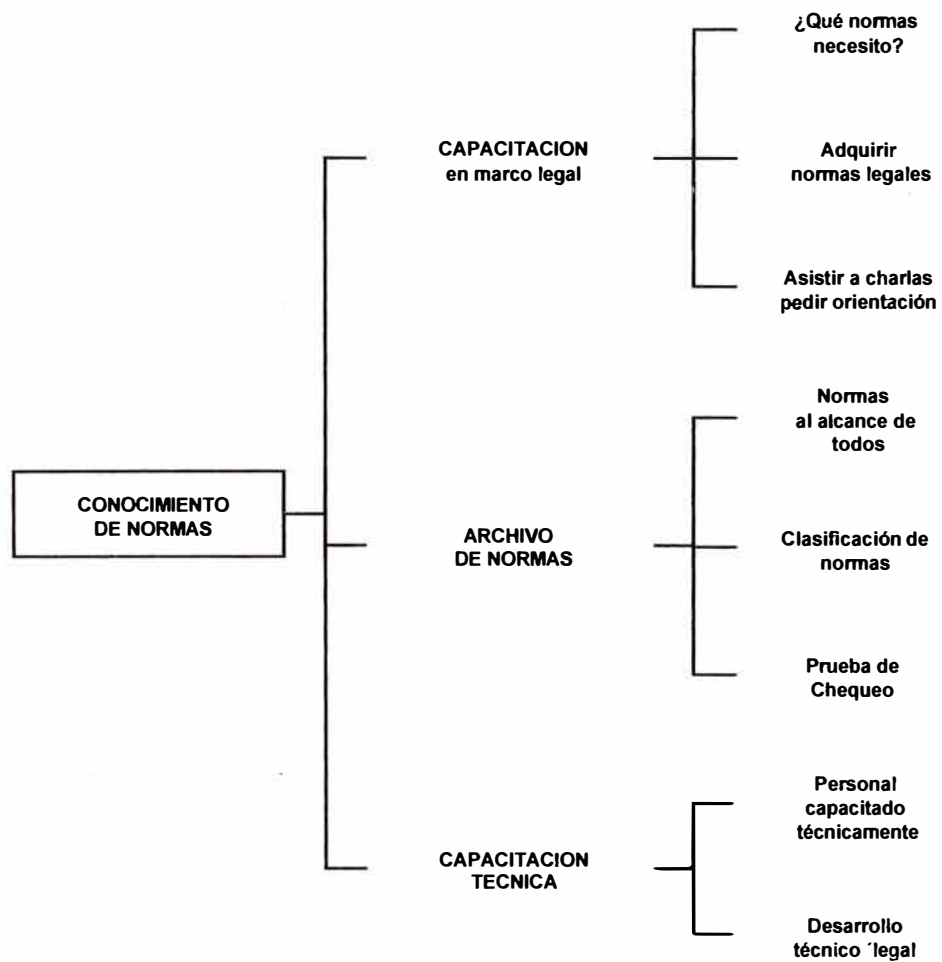 ¿Qué normas
necesito?
CAPACITACION
en marco legal
Adquirir
normas legales
Asistir a charlas
pedir orientación
Normas
al alcance de
todos
CONOCIMIENTO
DE NORMAS
ARCHIVO
DE NORMAS
Clasificación de
normas
Prueba de
Chequeo
Personal
capacitado
técnicamente
CAPACITACION
TECNICA
Desarrollo
técnico ´legal